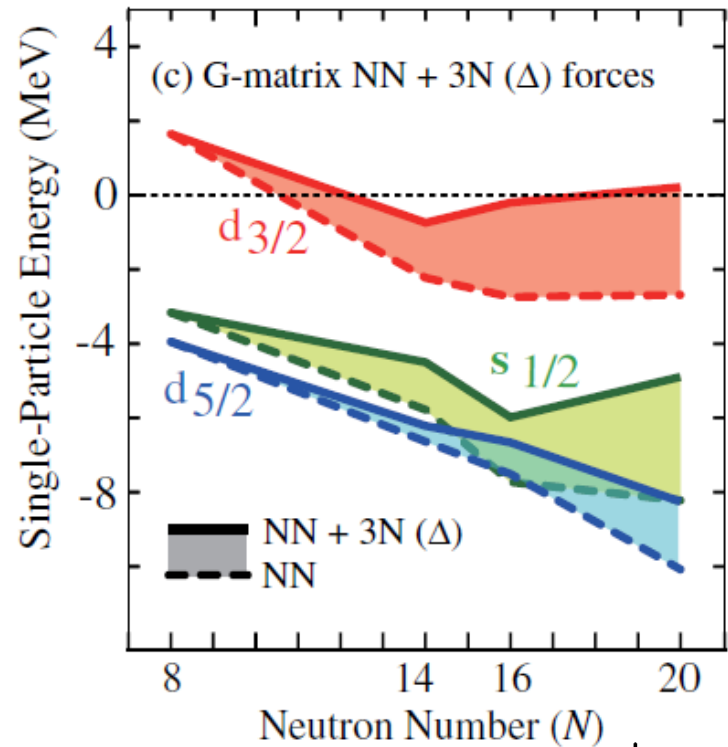 (c) G-matrix NN + 3N (Δ) forces
Single-Particle Energy (MeV)
4
0
-4
-8
d3/2
s1/2
d5/2
NN + 3N (Δ)
NN
8
14
16
20
Neutron Number (N)